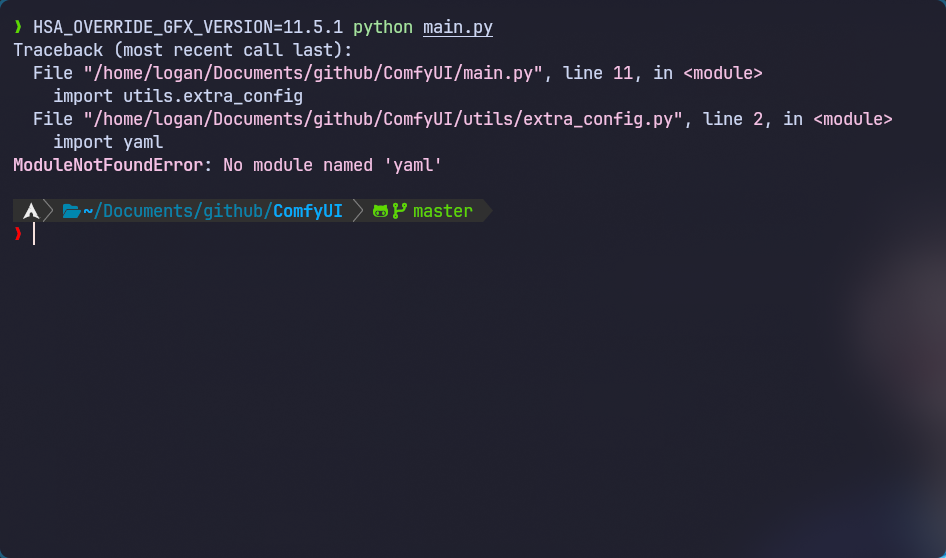 ❯ HSA_OVERRIDE_GFX_VERSION=11.5.1 python main.py
Traceback (most recent call last):
  File "/home/logan/Documents/github/ComfyUI/main.py", line 11, in <module>
    import utils.extra_config
  File "/home/logan/Documents/github/ComfyUI/utils/extra_config.py", line 2, in <module>
    import yaml
ModuleNotFoundError: No module named 'yaml'
~/Documents/github/ComfyUI master
❯